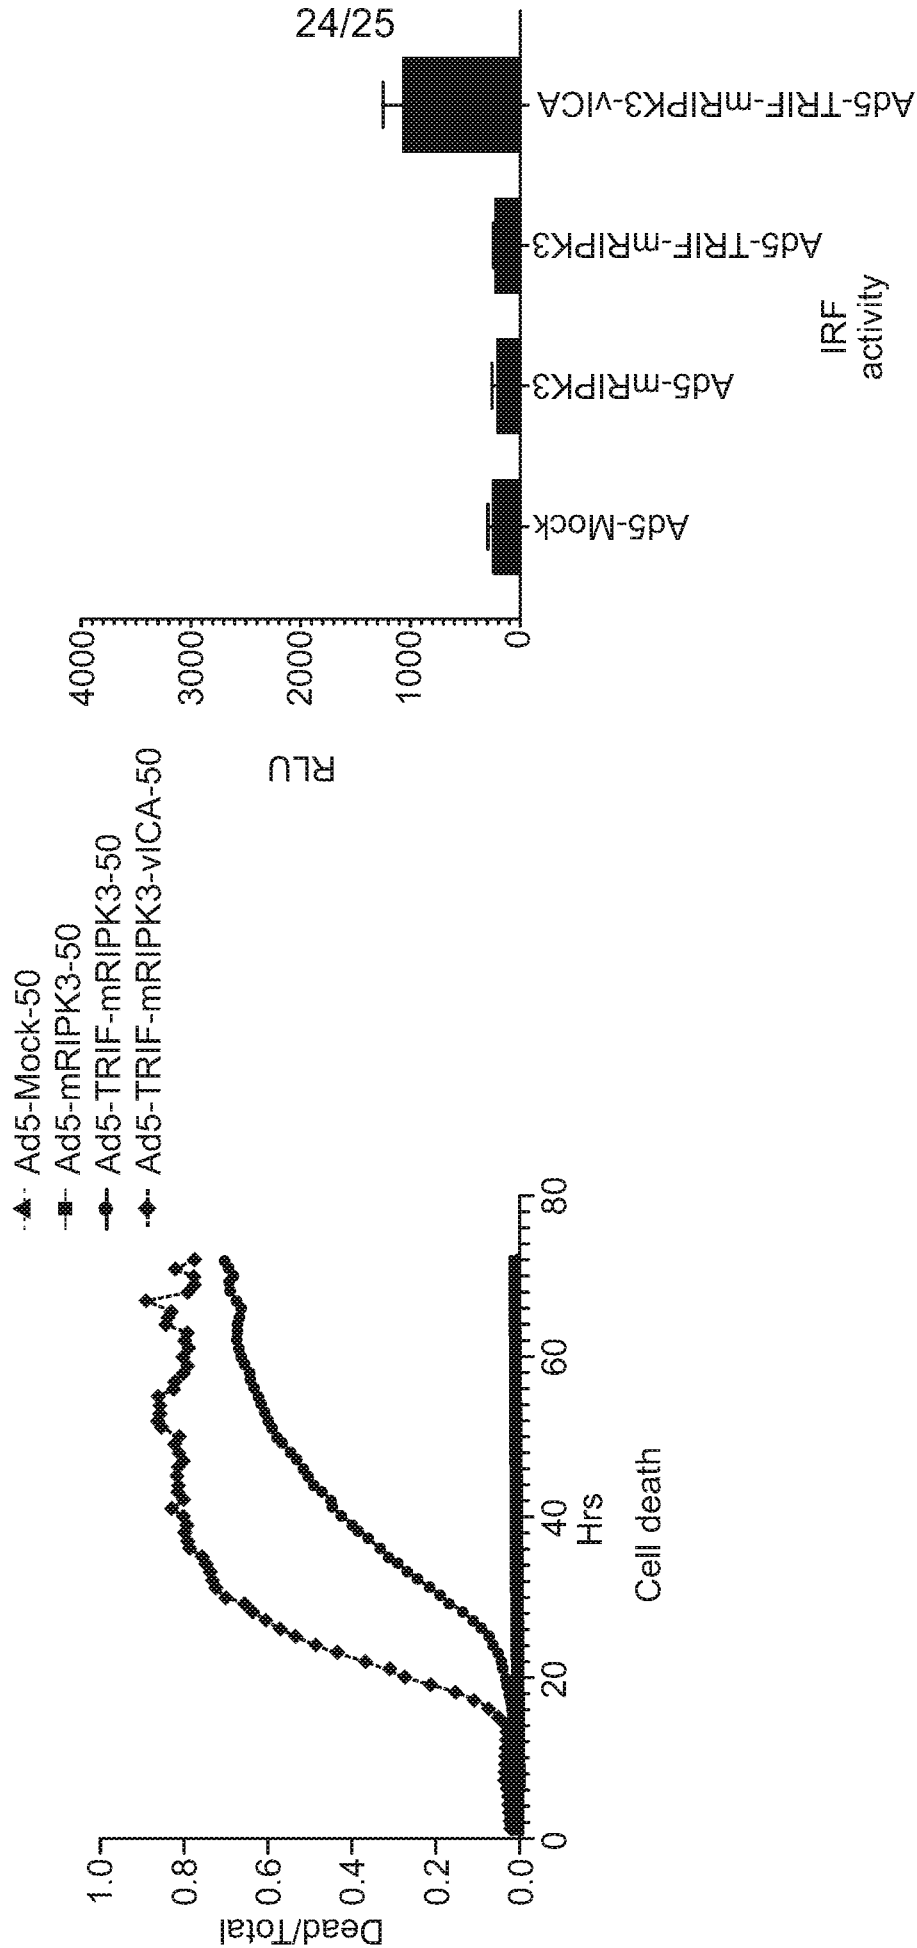 24/25
Ad5-Mock-50
Ad5-mRIPK3-50
Ad5-TRIF-mRIPK3-50
Ad5-TRIF-mRIPK3-vICA-50
Dead/Total
1.0
0.8
0.6
0.4
0.2
0.0
0
20
40
60
80
Hrs
Cell death
RLU
4000
3000
2000
1000
0
Ad5-Mock
Ad5-mRIPK3
Ad5-TRIF-mRIPK3
Ad5-TRIF-mRIPK3-vICA
IRF
activity